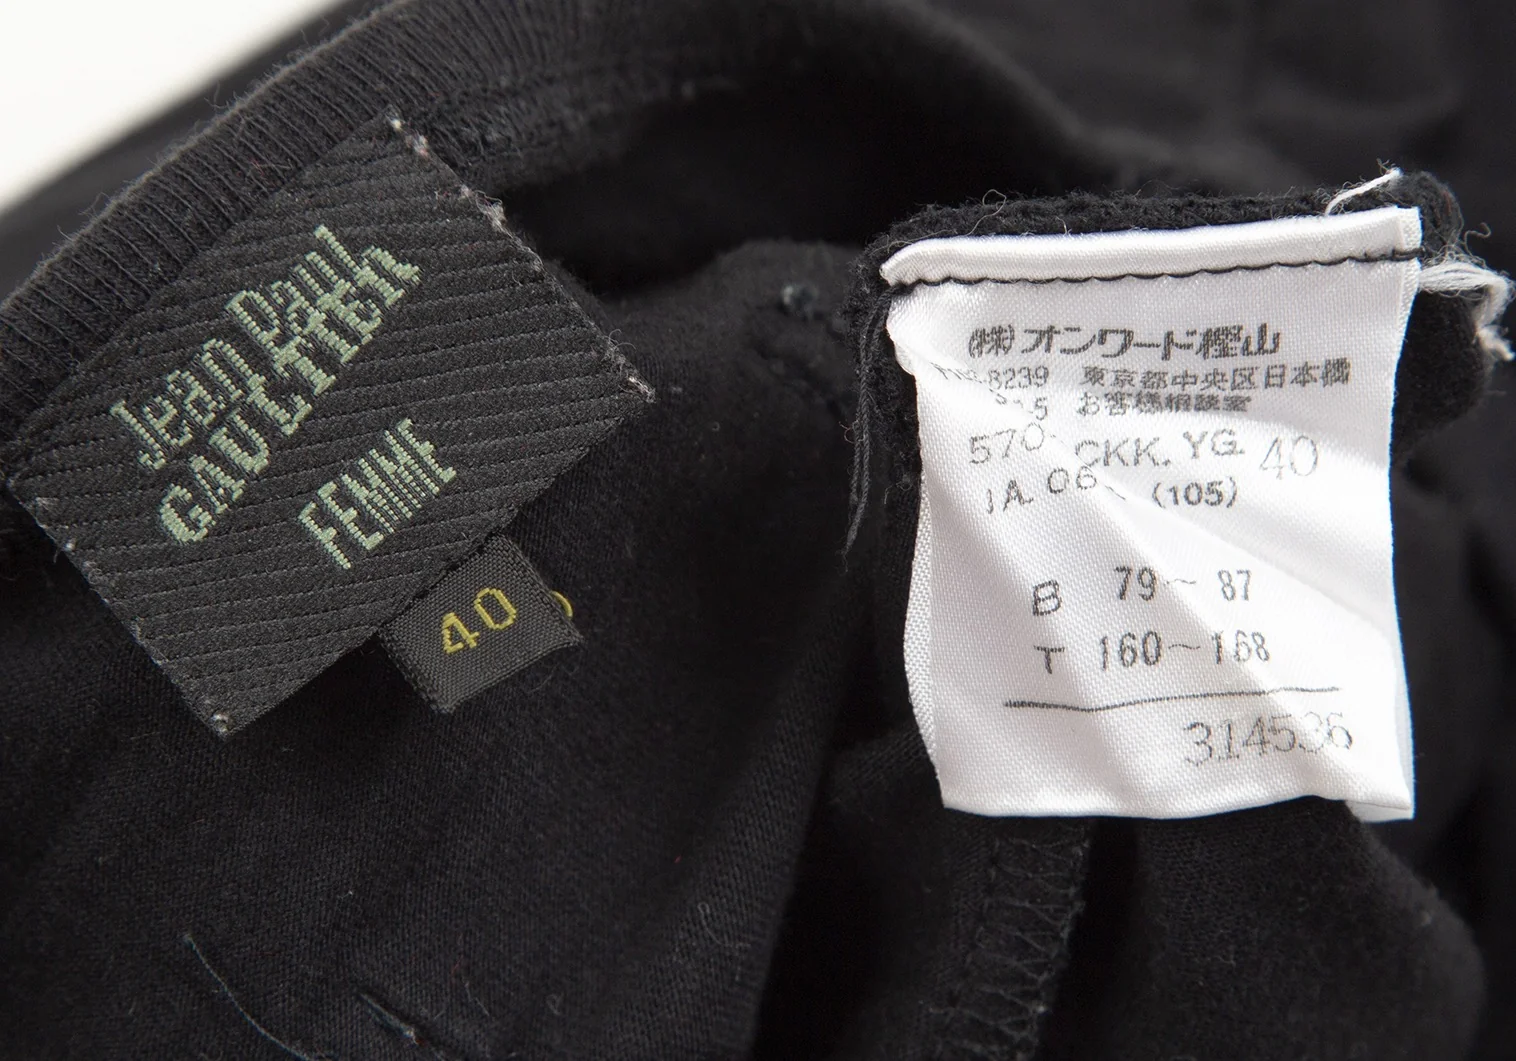 Jean Paul
GAULTIER
FEMME
40
(株)オンワード樫山
8239 東京都中央区日本橋
お客様相談室
570 CKK. YG. 40
(105)
B 79~87
T 160~168
314536